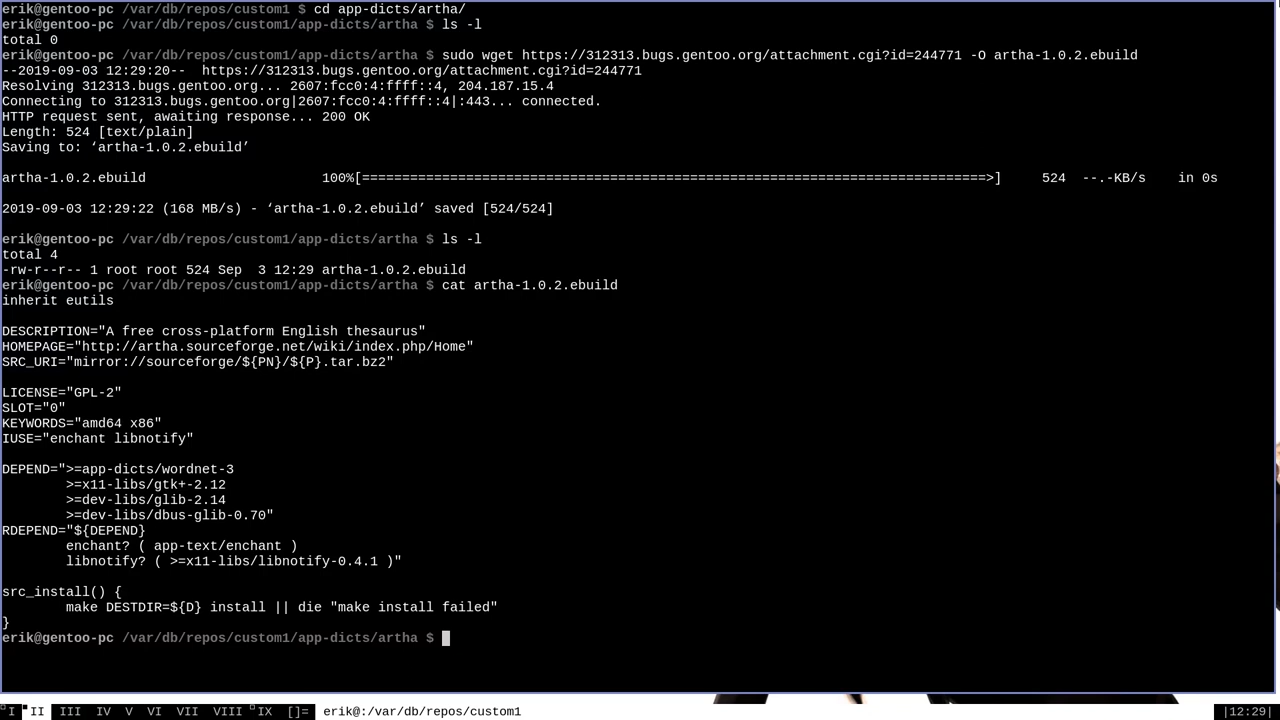 erik@gentoo-pc /var/db/repos/custom1 $ cd app-dicts/artha/
erik@gentoo-pc /var/db/repos/custom1/app-dicts/artha $ ls -l
total 0
erik@gentoo-pc /var/db/repos/custom1/app-dicts/artha $ sudo wget https://312313.bugs.gentoo.org/attachment.cgi?id=244771 -O artha-1.0.2.ebuild
--2019-09-03 12:29:20--  https://312313.bugs.gentoo.org/attachment.cgi?id=244771
Resolving 312313.bugs.gentoo.org... 2607:fcc0:4:ffff::4, 204.187.15.4
Connecting to 312313.bugs.gentoo.org|2607:fcc0:4:ffff::4|:443... connected.
HTTP request sent, awaiting response... 200 OK
Length: 524 [text/plain]
Saving to: ‘artha-1.0.2.ebuild’
artha-1.0.2.ebuild                      100%[==============================================================================>]     524  --.-KB/s    in 0s
2019-09-03 12:29:22 (168 MB/s) - ‘artha-1.0.2.ebuild’ saved [524/524]
erik@gentoo-pc /var/db/repos/custom1/app-dicts/artha $ ls -l
total 4
-rw-r--r-- 1 root root 524 Sep  3 12:29 artha-1.0.2.ebuild
erik@gentoo-pc /var/db/repos/custom1/app-dicts/artha $ cat artha-1.0.2.ebuild
inherit eutils
DESCRIPTION="A free cross-platform English thesaurus"
HOMEPAGE="http://artha.sourceforge.net/wiki/index.php/Home"
SRC_URI="mirror://sourceforge/${PN}/${P}.tar.bz2"
LICENSE="GPL-2"
SLOT="0"
KEYWORDS="amd64 x86"
IUSE="enchant libnotify"
DEPEND=">=app-dicts/wordnet-3
        >=x11-libs/gtk+-2.12
        >=dev-libs/glib-2.14
        >=dev-libs/dbus-glib-0.70"
RDEPEND="${DEPEND}
        enchant? ( app-text/enchant )
        libnotify? ( >=x11-libs/libnotify-0.4.1 )"
src_install() {
        make DESTDIR=${D} install || die "make install failed"
}
erik@gentoo-pc /var/db/repos/custom1/app-dicts/artha $
I II III IV V VI VII VIII IX []= erik@:/var/db/repos/custom1 |12:29|